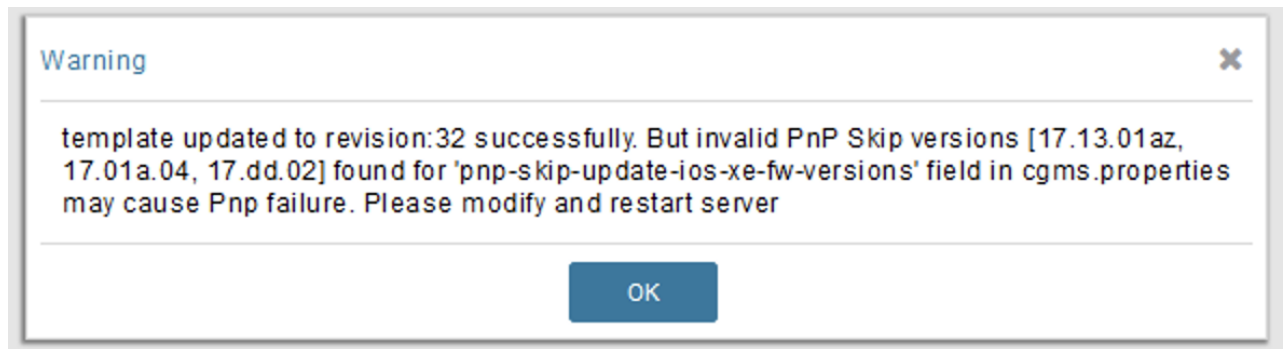 Warning
template updated to revision:32 successfully. But invalid PnP Skip versions [17.13.01az,
17.01a.04, 17.dd.02] found for 'pnp-skip-update-ios-xe-fw-versions' field in cgms.properties
may cause Pnp failure. Please modify and restart server
OK